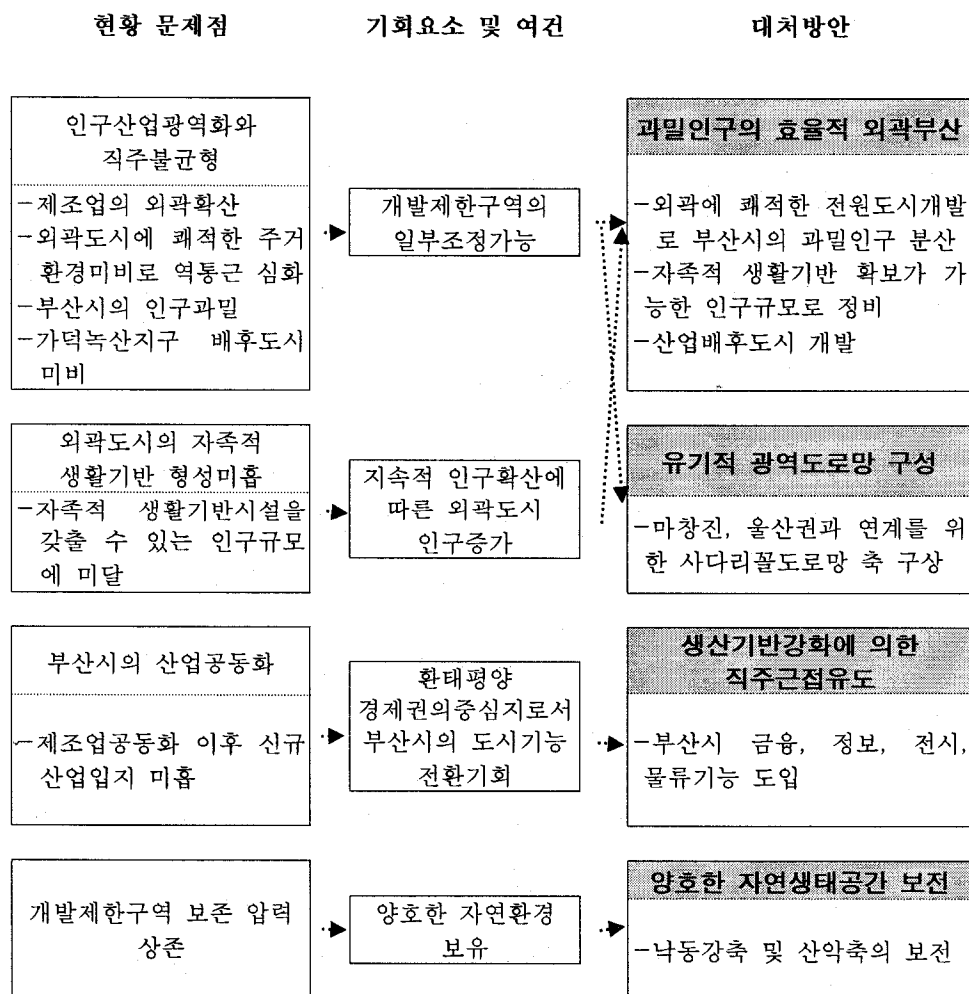 현황 문제점
기회요소 및 여건
대처방안
인구산업광역화와
직주불균형
-제조업의 외곽확산
-외곽도시에 쾌적한 주거
환경미비로 역통근 심화
-부산시의 인구과밀
-가덕녹산지구 배후도시
미비
개발제한구역의
일부조정가능
과밀인구의 효율적 외곽부산
-외곽에 쾌적한 전원도시개발
로 부산시의 과밀인구 분산
-자족적 생활기반 확보가 가
능한 인구규모로 정비
-산업배후도시 개발
외곽도시의 자족적
생활기반 형성미흡
-자족적 생활기반시설을
갖출 수 있는 인구규모
에 미달
지속적 인구확산에
따른 외곽도시
인구증가
유기적 광역도로망 구성
-마창진, 울산권과 연계를 위
한 사다리꼴도로망 축 구상
부산시의 산업공동화
-제조업공동화 이후 신규
산업입지 미흡
환태평양
경제권의중심지로서
부산시의 도시기능
전환기회
생산기반강화에 의한
직주근접유도
-부산시 금융, 정보, 전시,
물류기능 도입
개발제한구역 보존 압력
상존
양호한 자연환경
보유
양호한 자연생태공간 보전
-낙동강축 및 산악축의 보전